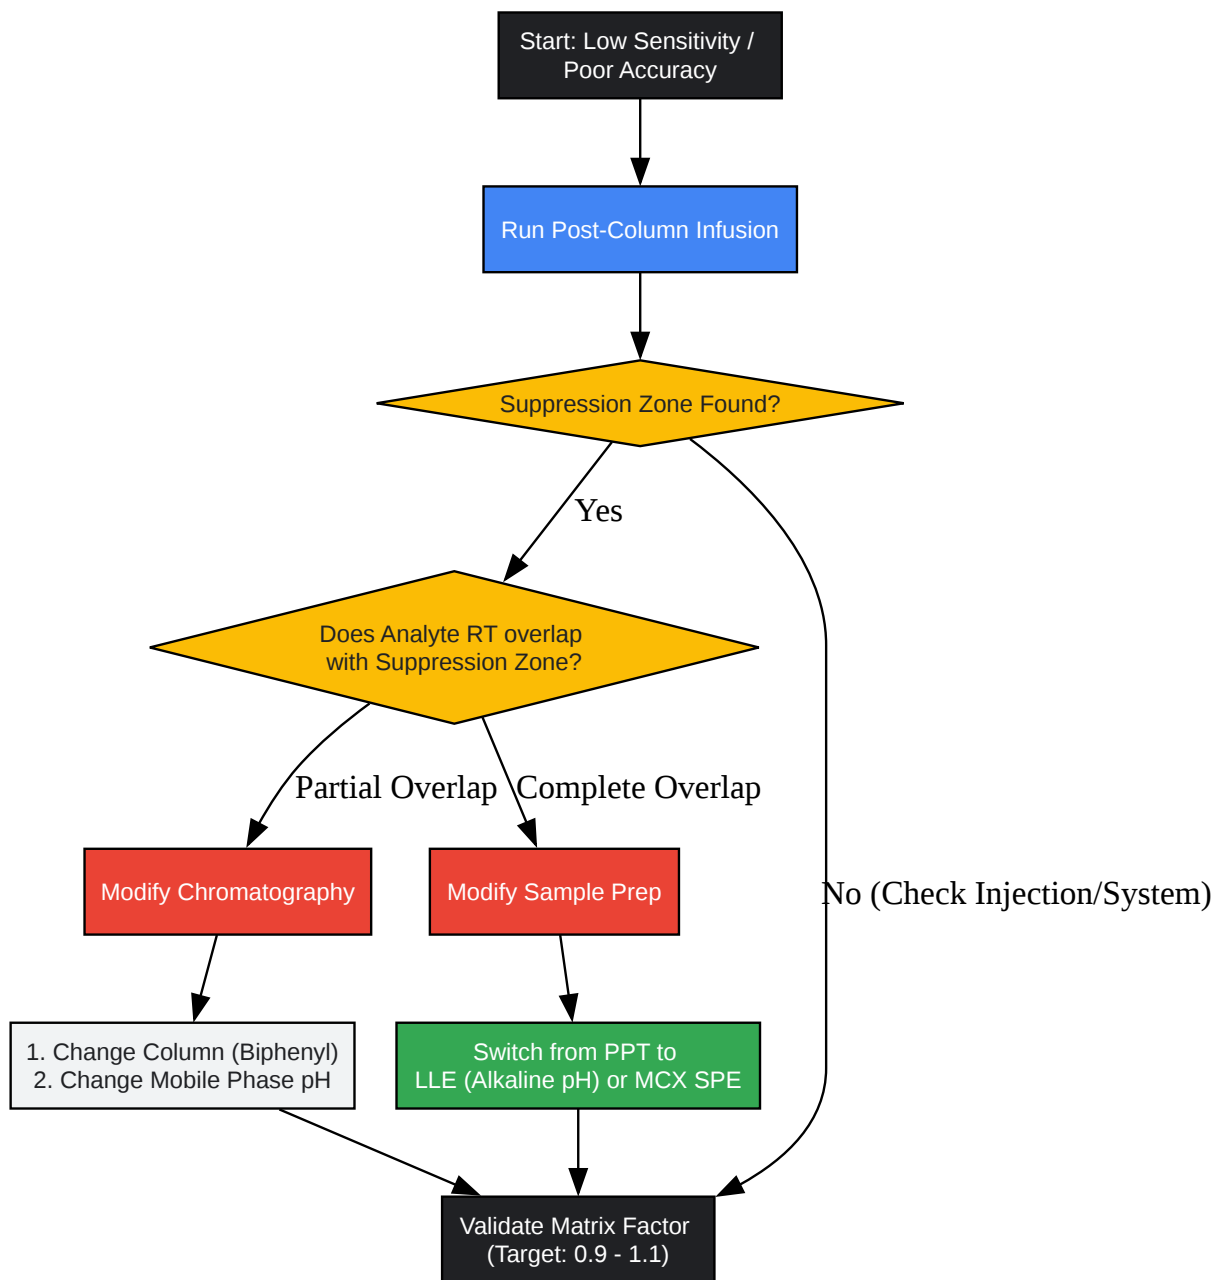 Start: Low Sensitivity /
Poor Accuracy
Run Post-Column Infusion
Suppression Zone Found?
Yes
Does Analyte RT overlap
with Suppression Zone?
Partial Overlap
Complete Overlap
Modify Chromatography
Modify Sample Prep
No (Check Injection/System)
1. Change Column (Biphenyl)
2. Change Mobile Phase pH
Switch from PPT to
LLE (Alkaline pH) or MCX SPE
Validate Matrix Factor
(Target: 0.9 - 1.1)